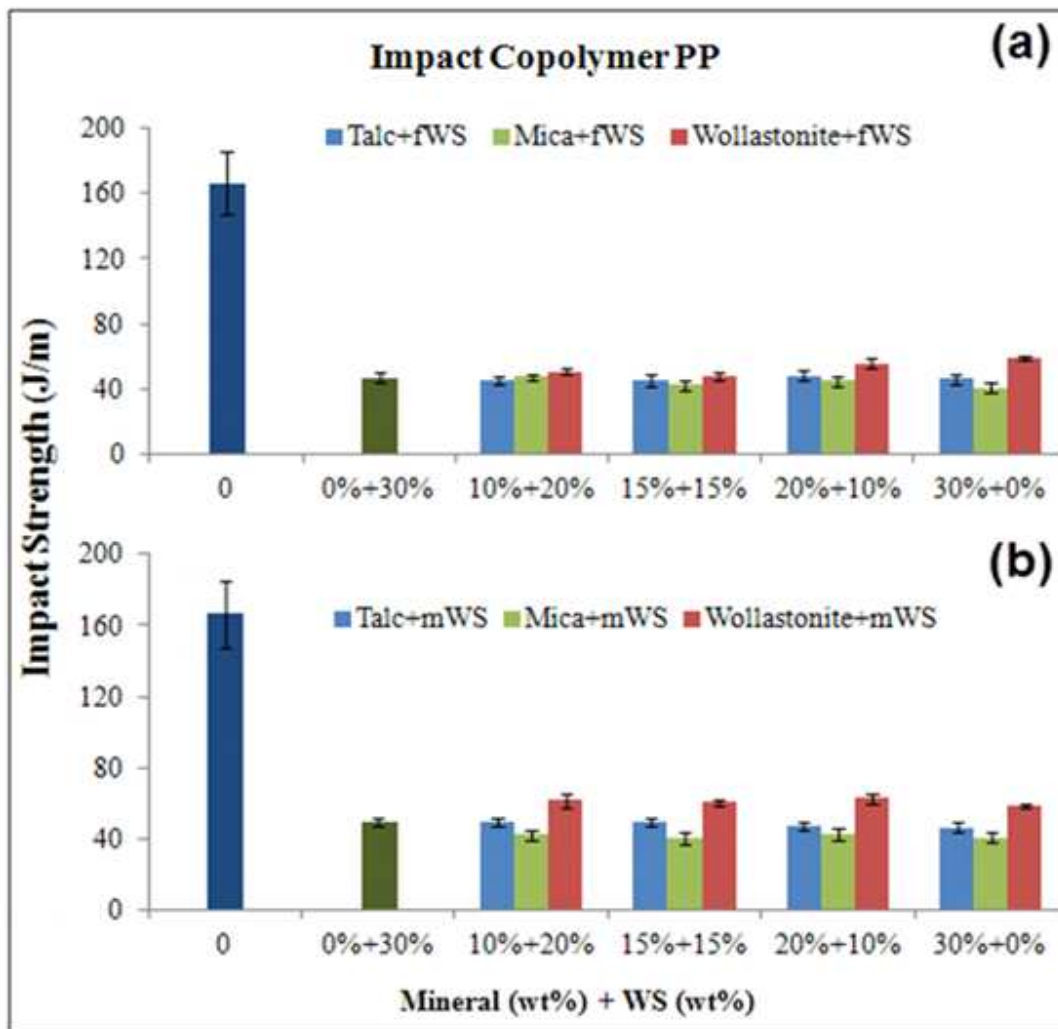 (a)
Impact Copolymer PP
Talc+fWS Mica+fWS Wollastonite+fWS
200
160
120
80
40
0
0 0%+30% 10%+20% 15%+15% 20%+10% 30%+0%
Impact Strength (J/m)
(b)
Talc+mWS Mica+mWS Wollastonite+mWS
200
160
120
80
40
0
0 0%+30% 10%+20% 15%+15% 20%+10% 30%+0%
Mineral (wt%) + WS (wt%)